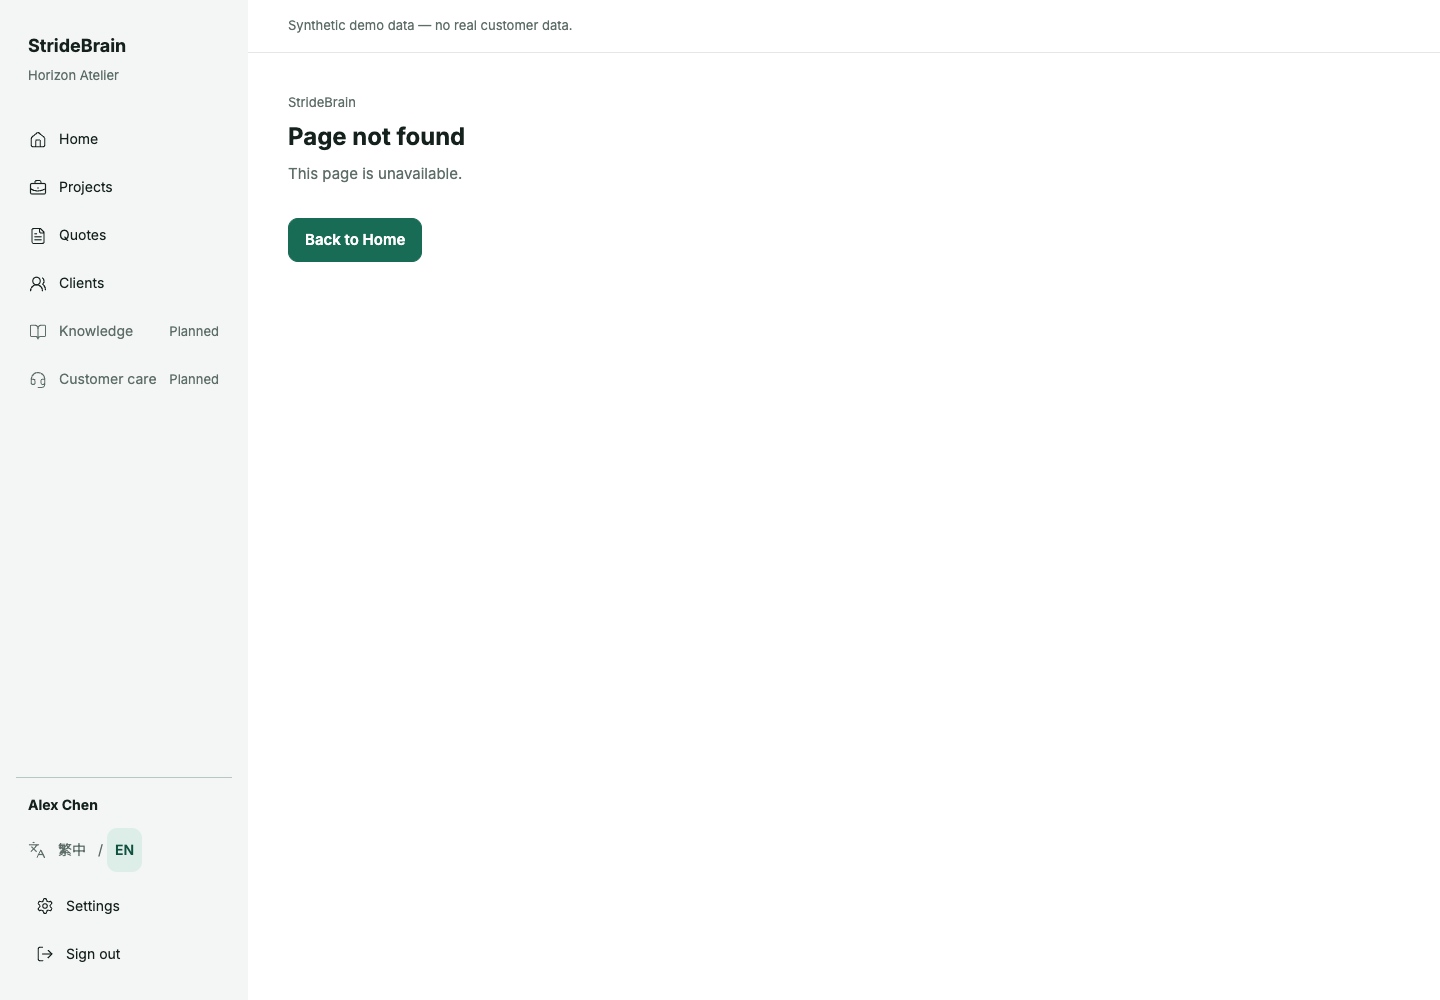 StrideBrain
Horizon Atelier
Home
Projects
Quotes
Clients
Knowledge Planned
Customer care Planned
Alex Chen
繁中 / EN
Settings
Sign out
Synthetic demo data — no real customer data.
StrideBrain
Page not found
This page is unavailable.
Back to Home